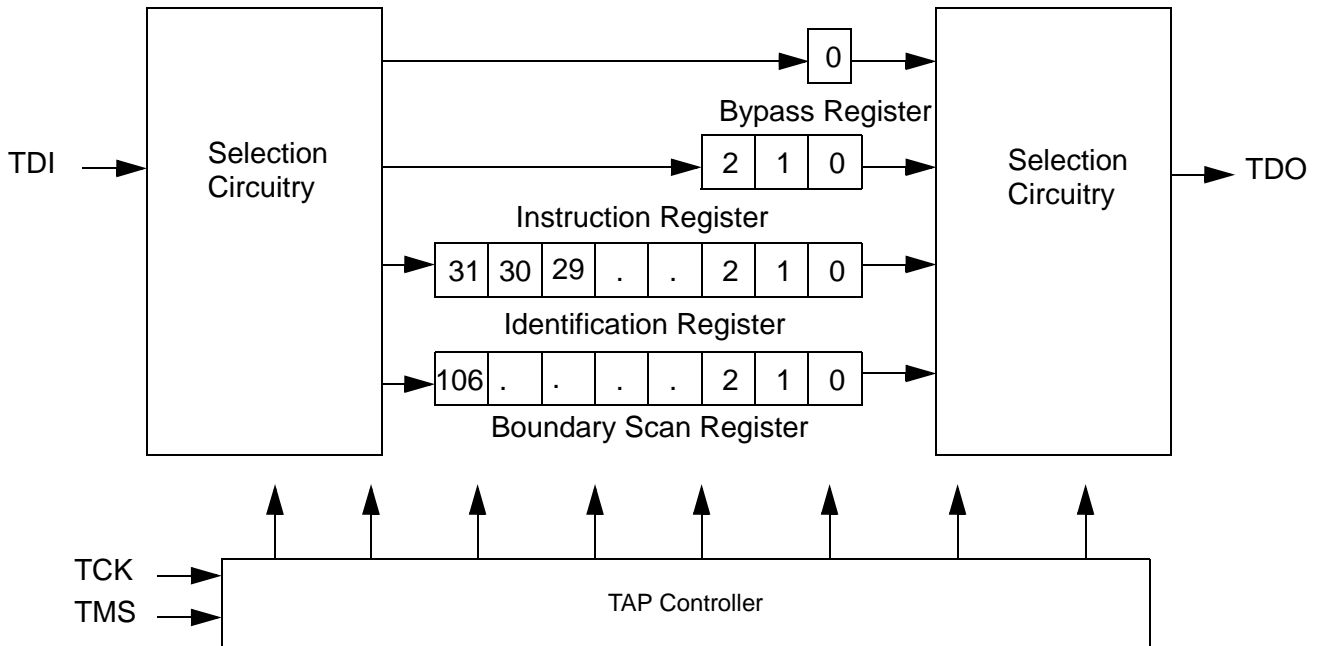 0
Bypass Register
TDI
Selection
Circuitry
2 1 0
Selection
Circuitry
TDO
Instruction Register
31 30 29 . . 2 1 0
Identification Register
106 . . . . 2 1 0
Boundary Scan Register
TCK
TMS
TAP Controller